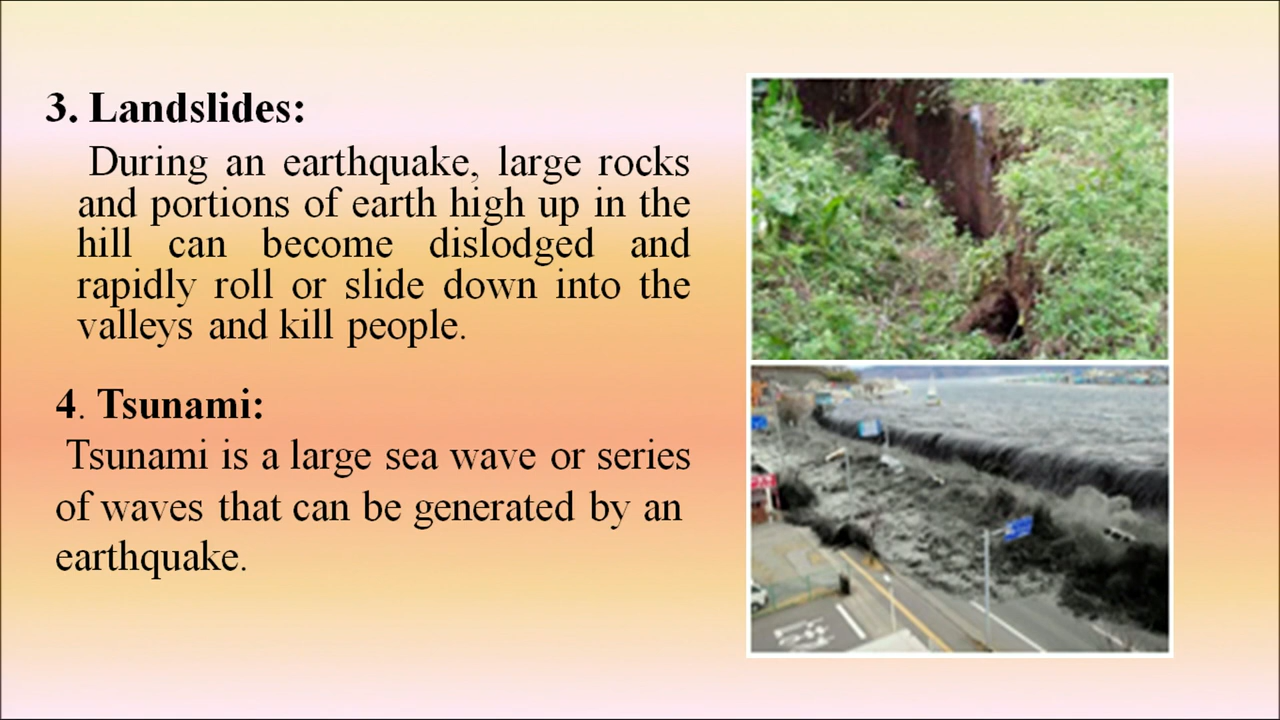 3. Landslides:
During an earthquake, large rocks
and portions of earth high up in the
hill can become dislodged and
rapidly roll or slide down into the
valleys and kill people.
4. Tsunami:
Tsunami is a large sea wave or series
of waves that can be generated by an
earthquake.